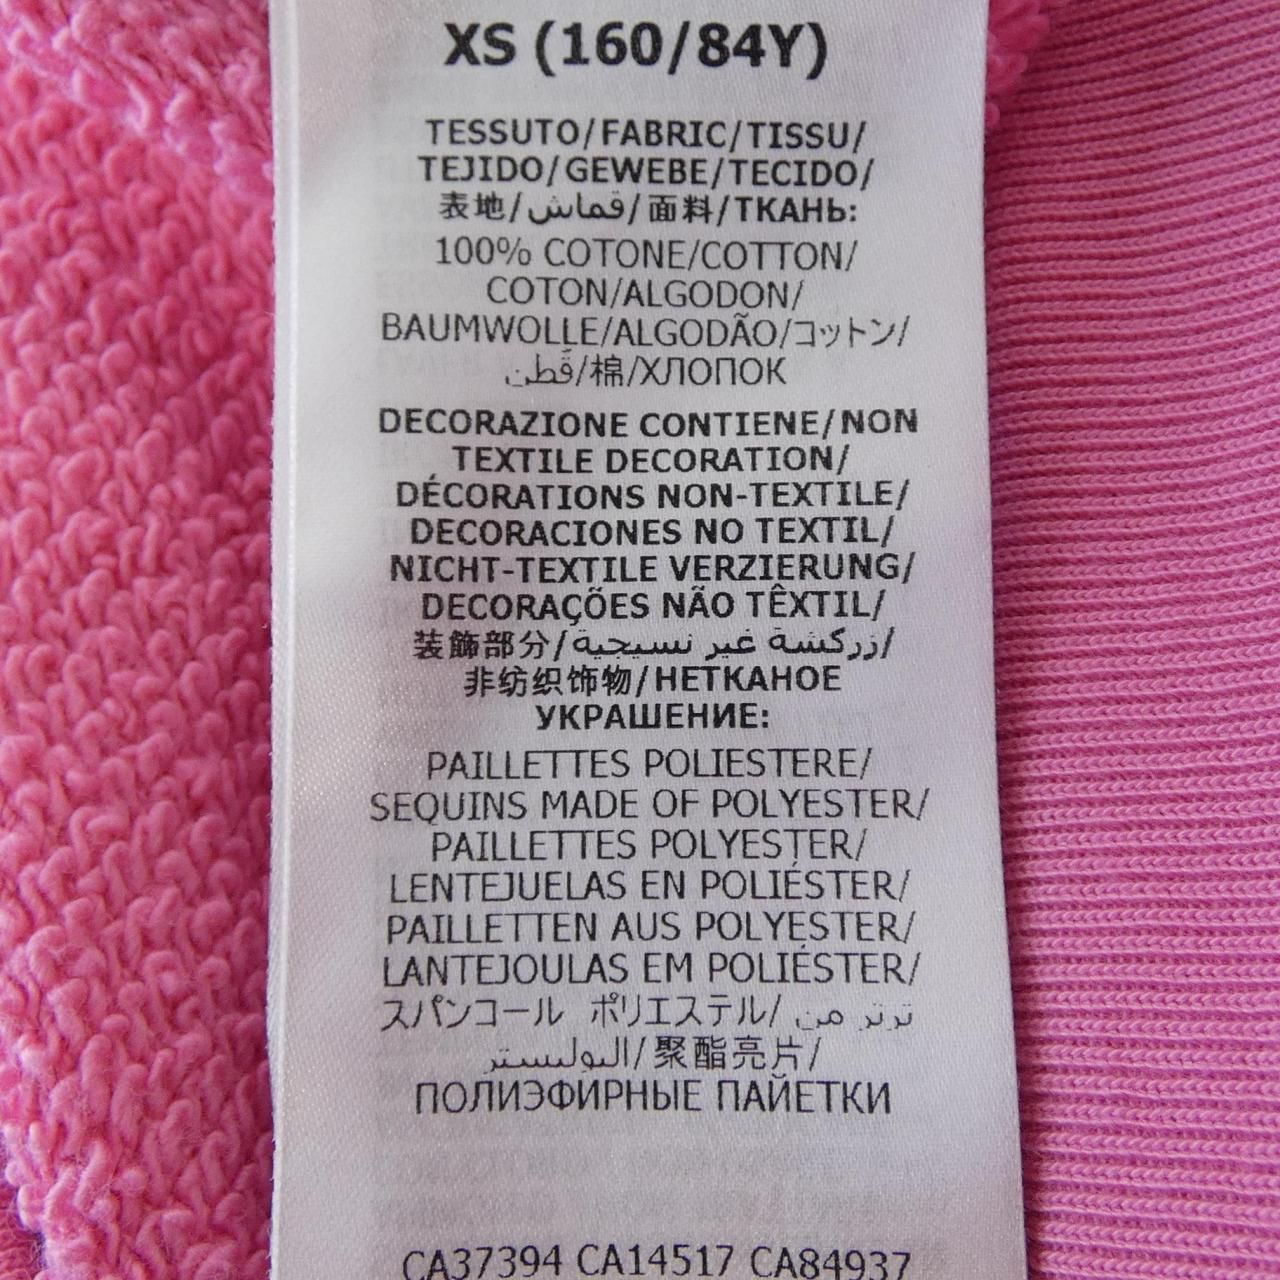 XS (160/84Y)
TESSUTO/FABRIC/TISSU/
TEJIDO/GEWEBE/TECIDO/
表地/قماش/面料/ТКАНЬ:
100% COTONE/COTTON/
COTON/ALGODON/
BAUMWOLLE/ALGODÃO/コットン/
قطن/棉/ХЛОПОК
DECORAZIONE CONTIENE/NON
TEXTILE DECORATION/
DÉCORATIONS NON-TEXTILE/
DECORACIONES NO TEXTIL/
NICHT-TEXTILE VERZIERUNG/
DECORAÇÕES NÃO TÊXTIL/
装飾部分/زركشة غير نسيجية/
非纺织饰物/НЕТКАНОЕ
УКРАШЕНИЕ:
PAILLETTES POLIESTERE/
SEQUINS MADE OF POLYESTER/
PAILLETTES POLYESTER/
LENTEJUELAS EN POLIÉSTER/
PAILLETTEN AUS POLYESTER/
LANTEJOULAS EM POLIÉSTER/
スパンコール ポリエステル/ ترتر من
البوليستر/聚酯亮片/
ПОЛИЭФИРНЫЕ ПАЙЕТКИ
CA37394 CA14517 CA84937